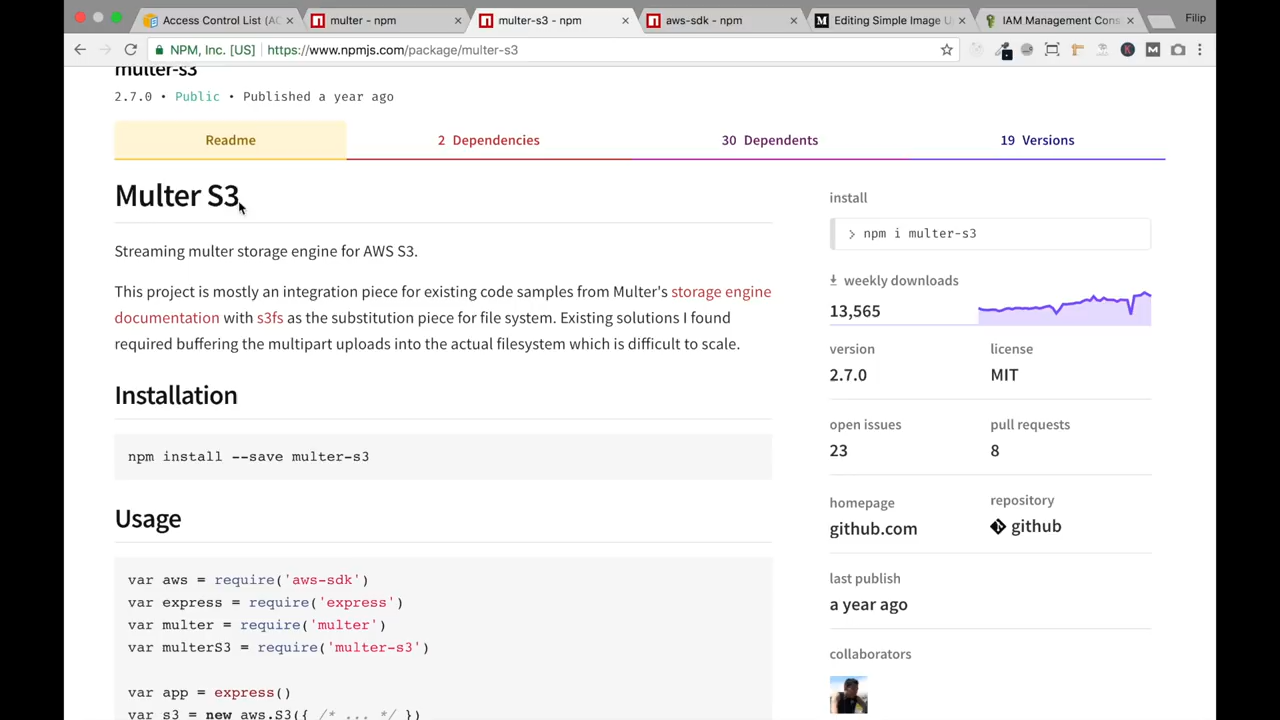 Access Control List (AC
multer - npm
multer-s3 - npm
aws-sdk - npm
Editing Simple Image U
IAM Management Cons
Filip
NPM, Inc. [US]
https://www.npmjs.com/package/multer-s3
multer-s3
2.7.0 • Public • Published a year ago
Readme
2 Dependencies
30 Dependents
19 Versions
Multer S3
Streaming multer storage engine for AWS S3.
This project is mostly an integration piece for existing code samples from Multer's storage engine
documentation with s3fs as the substitution piece for file system. Existing solutions I found
required buffering the multipart uploads into the actual filesystem which is difficult to scale.
Installation
npm install --save multer-s3
Usage
var aws = require('aws-sdk')
var express = require('express')
var multer = require('multer')
var multerS3 = require('multer-s3')
var app = express()
var s3 = new aws.S3({ /* ... */ })
install
> npm i multer-s3
weekly downloads
13,565
version
license
2.7.0
MIT
open issues
pull requests
23
8
homepage
repository
github.com
github
last publish
a year ago
collaborators